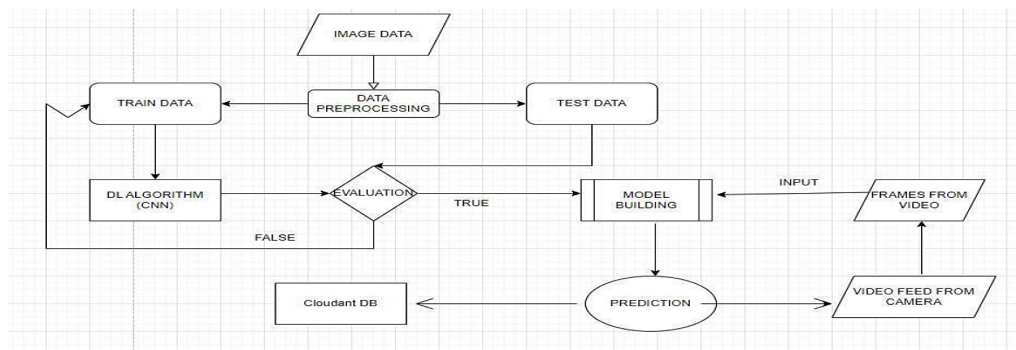 IMAGE DATA
TRAIN DATA
DATA
PREPROCESSING
TEST DATA
DL ALGORITHM
(CNN)
EVALUATION
TRUE
MODEL
BUILDING
INPUT
FRAMES FROM
VIDEO
FALSE
Cloudant DB
PREDICTION
VIDEO FEED FROM
CAMERA